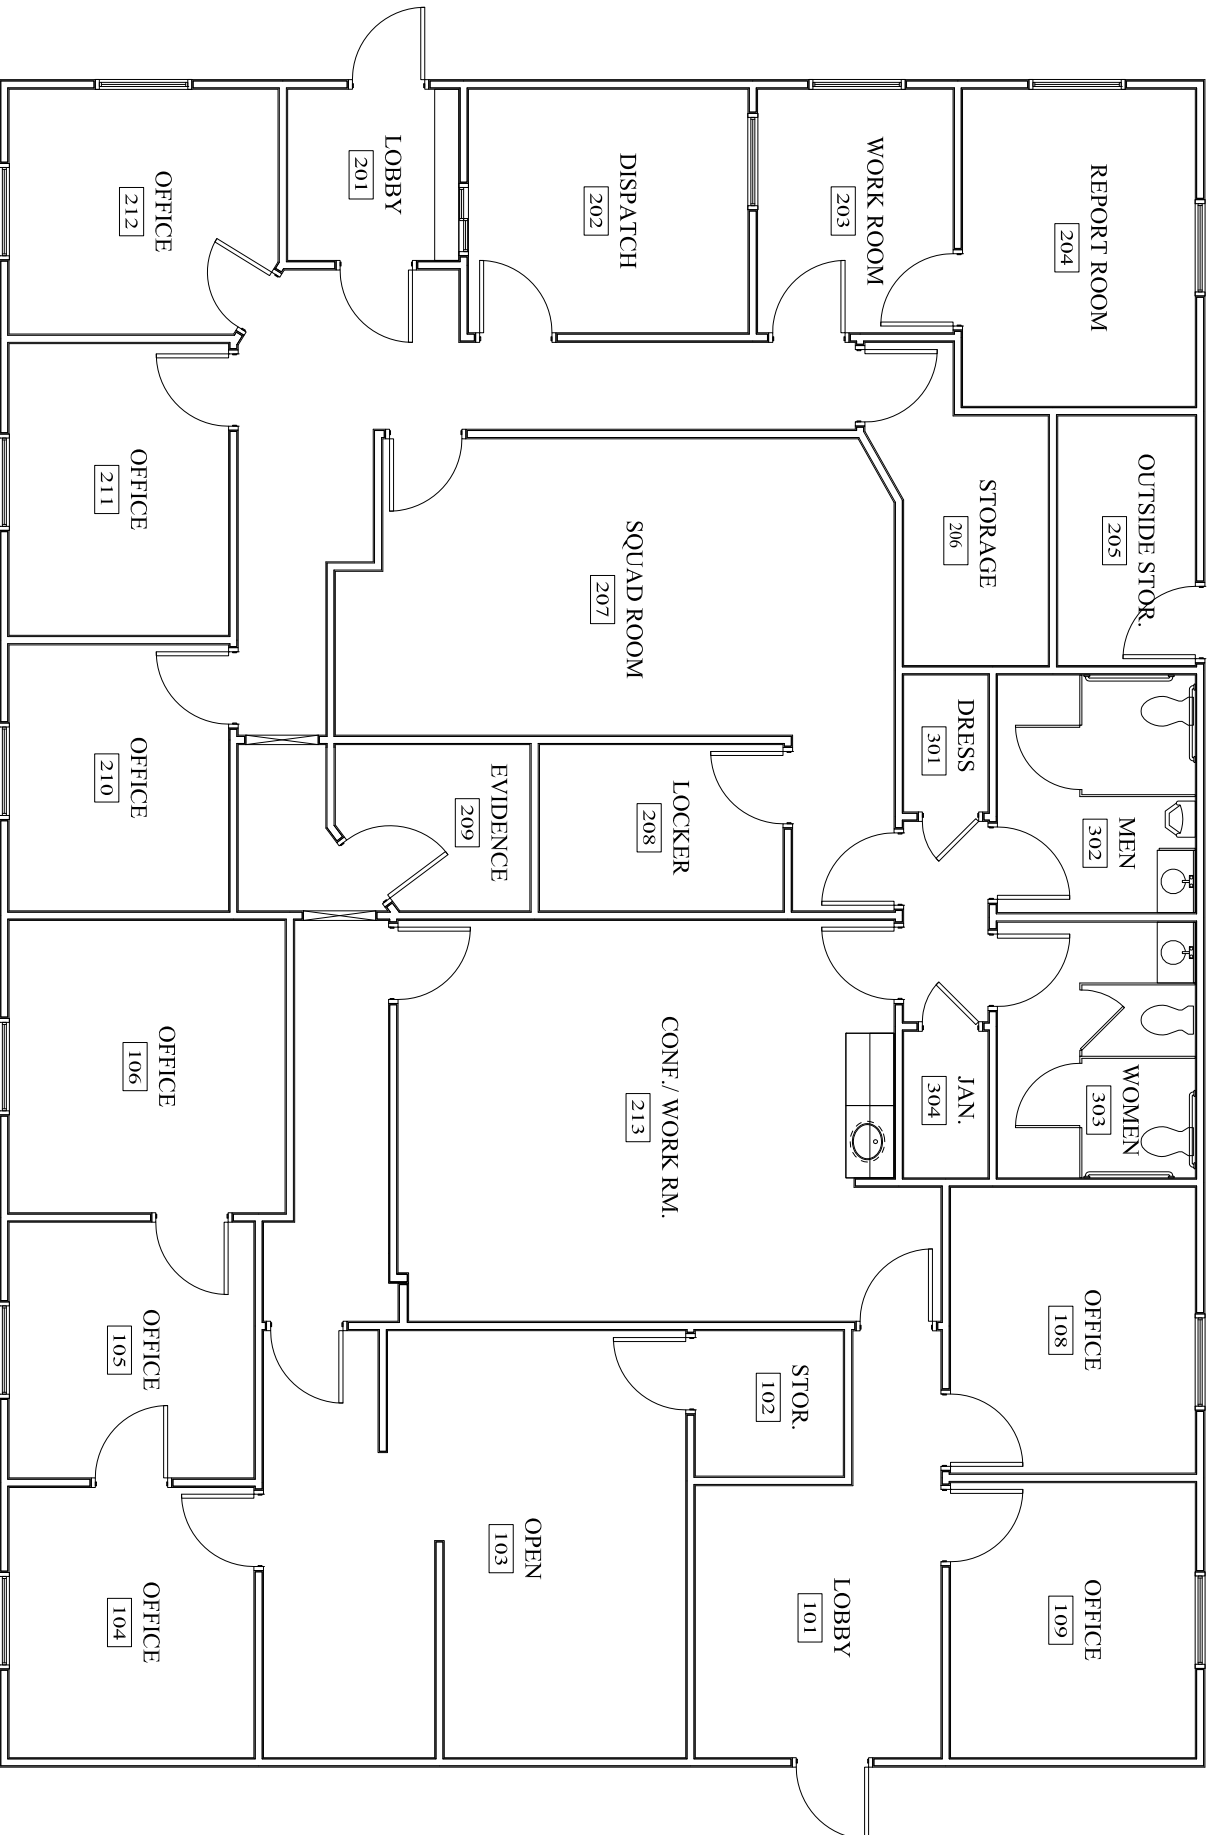 OUTSIDE STOR.
205
REPORT ROOM
204
STORAGE
206
WORK ROOM
203
DISPATCH
202
LOBBY
201
OFFICE
212
OFFICE
211
OFFICE
210
SQUAD ROOM
207
EVIDENCE
209
LOCKER
208
DRESS
301
MEN
302
WOMEN
303
JAN.
304
CONF./ WORK RM.
213
OFFICE
106
OFFICE
105
OFFICE
104
OPEN
103
STOR.
102
LOBBY
101
OFFICE
108
OFFICE
109